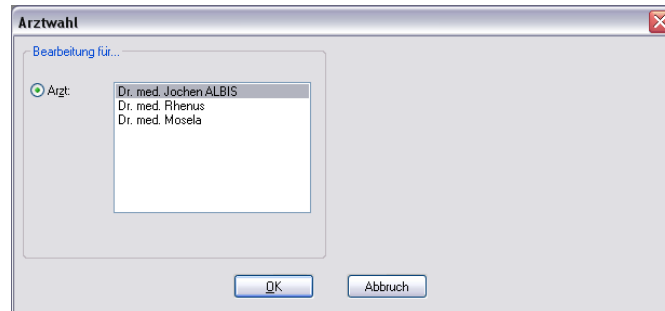 Arztwahl
Bearbeitung für...
Arzt:
Dr. med. Jochen ALBIS
Dr. med. Rhenus
Dr. med. Mosela
OK
Abbruch